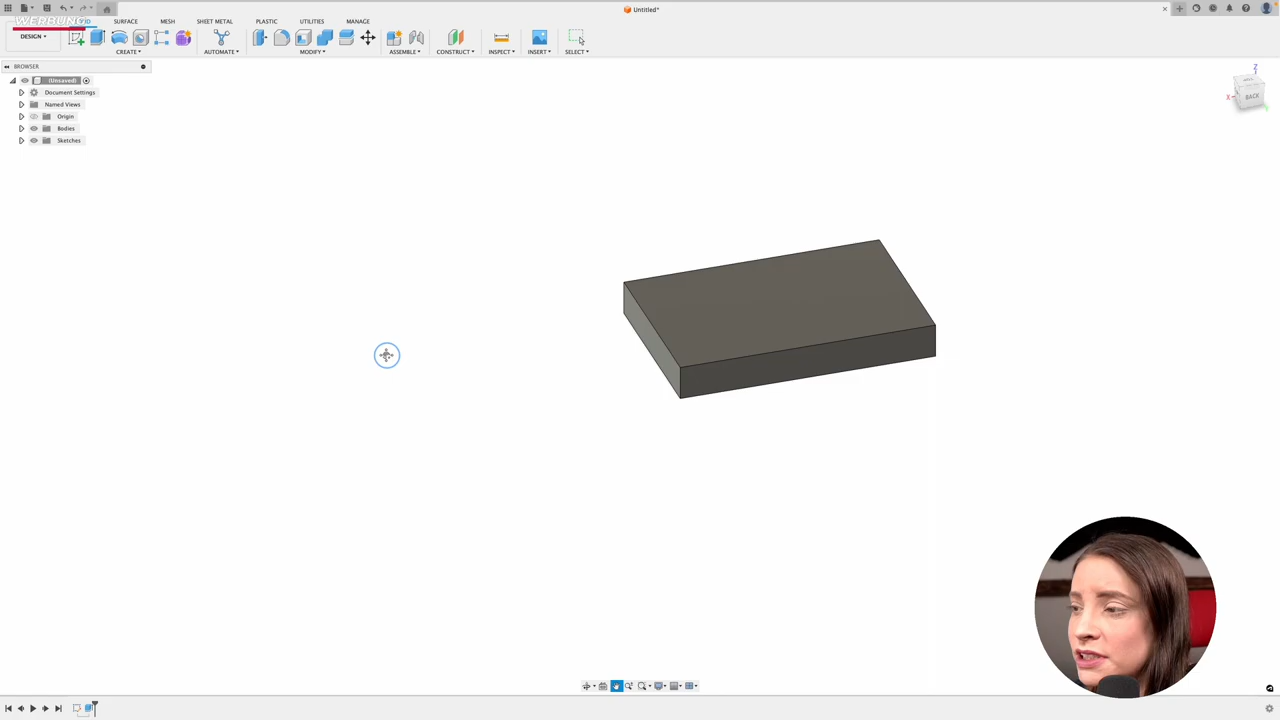 Untitled*
WERBUNG
SURFACE
MESH
SHEET METAL
PLASTIC
UTILITIES
MANAGE
DESIGN
CREATE
AUTOMATE
MODIFY
ASSEMBLE
CONSTRUCT
INSPECT
INSERT
SELECT
BROWSER
(Unsaved)
Document Settings
Named Views
Origin
Bodies
Sketches
Z
X
BACK